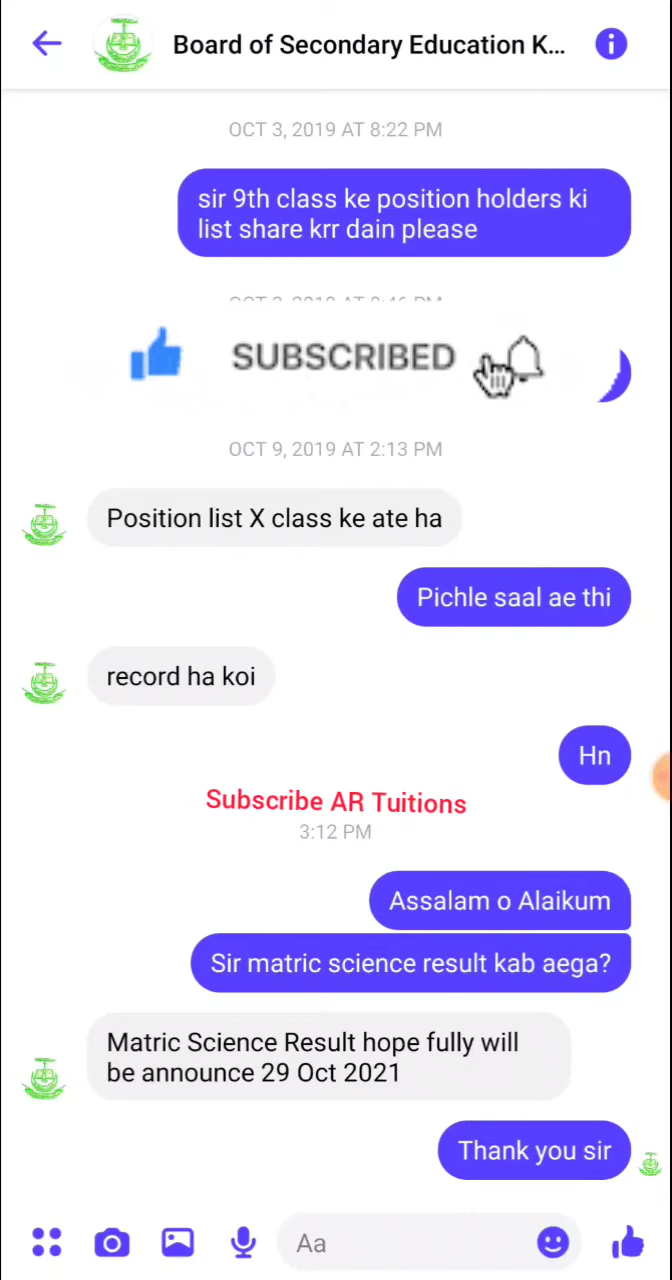 Board of Secondary Education K...
OCT 3, 2019 AT 8:22 PM
sir 9th class ke position holders ki
list share krr dain please
SUBSCRIBED
OCT 9, 2019 AT 2:13 PM
Position list X class ke ate ha
Pichle saal ae thi
record ha koi
Hn
Subscribe AR Tuitions
3:12 PM
Assalam o Alaikum
Sir matric science result kab aega?
Matric Science Result hope fully will
be announce 29 Oct 2021
Thank you sir
Aa